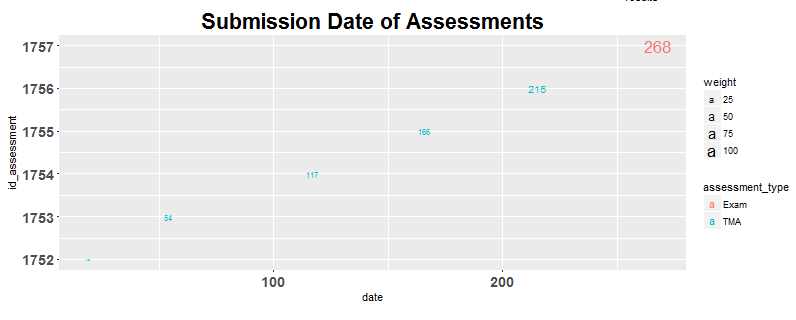 results
Submission Date of Assessments
1757
268
1756
215
1755
166
1754
117
1753
54
1752
100
200
date
id_assessment
weight
a 25
a 50
a 75
a 100
assessment_type
a Exam
a TMA